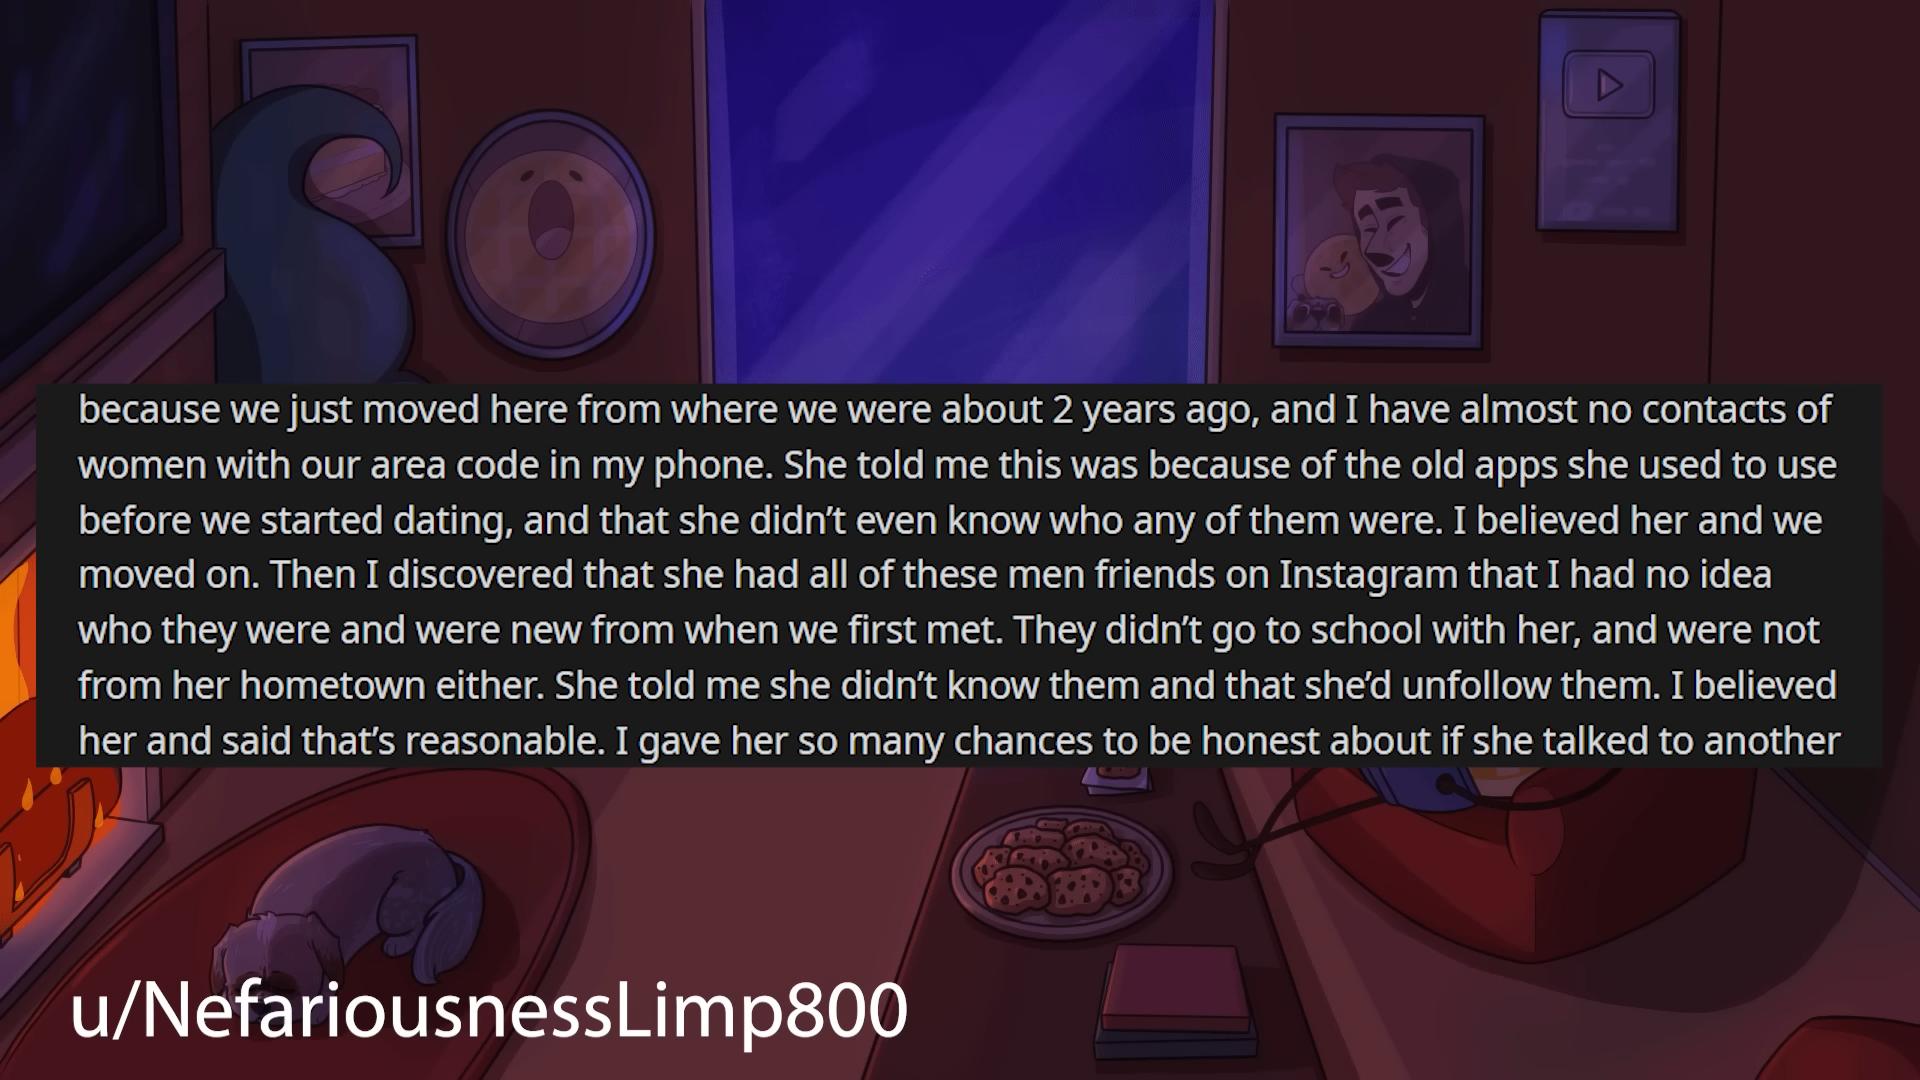 because we just moved here from where we were about 2 years ago, and I have almost no contacts of
women with our area code in my phone. She told me this was because of the old apps she used to use
before we started dating, and that she didn’t even know who any of them were. I believed her and we
moved on. Then I discovered that she had all of these men friends on Instagram that I had no idea
who they were and were new from when we first met. They didn’t go to school with her, and were not
from her hometown either. She told me she didn’t know them and that she’d unfollow them. I believed
her and said that’s reasonable. I gave her so many chances to be honest about if she talked to another
u/NefariousnessLimp800